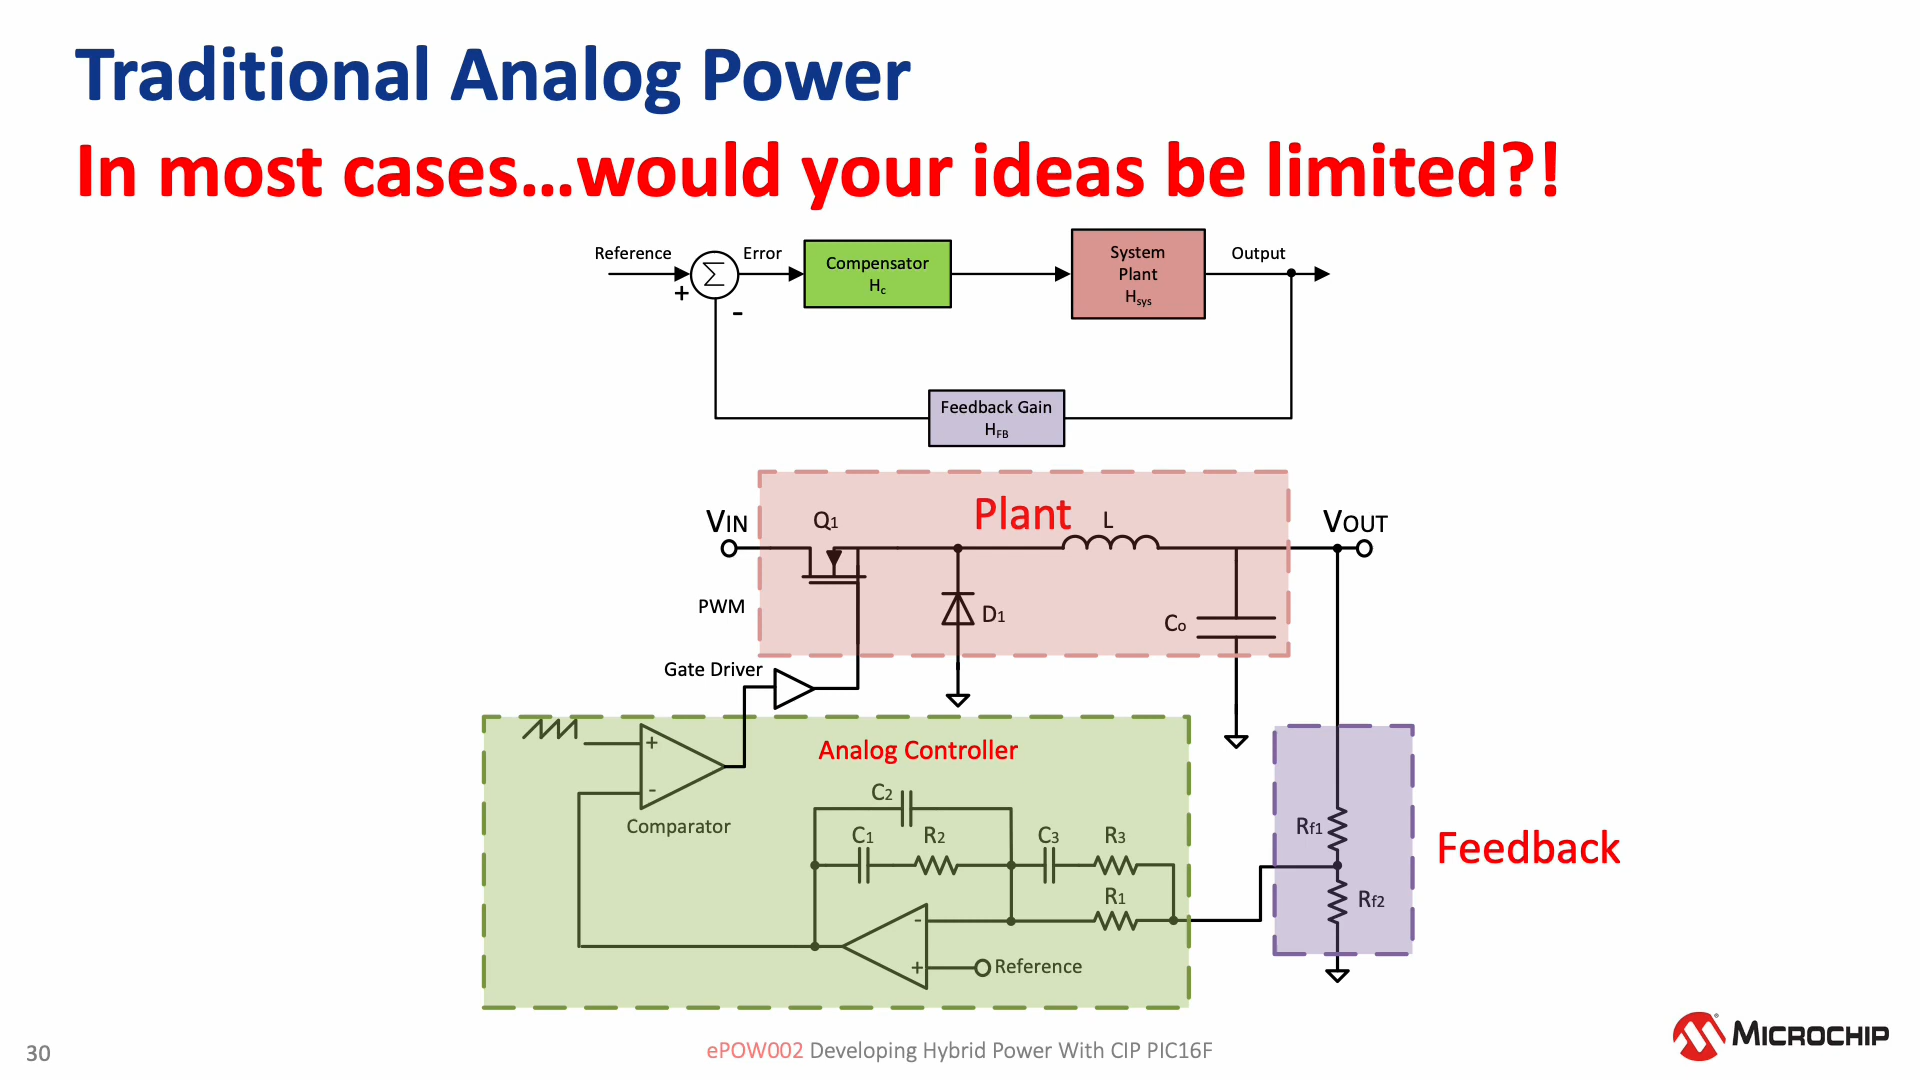 Traditional Analog Power
In most cases...would your ideas be limited?!
Reference
+
-
Σ
Error
Compensator
Hc
System
Plant
Hsys
Output
Feedback Gain
HFB
Plant
VIN
Q1
L
VOUT
PWM
D1
Co
Gate Driver
Analog Controller
+
-
Comparator
C2
C1
R2
C3
R3
R1
-
+
Reference
Rf1
Rf2
Feedback
30
ePOW002 Developing Hybrid Power With CIP PIC16F
MICROCHIP